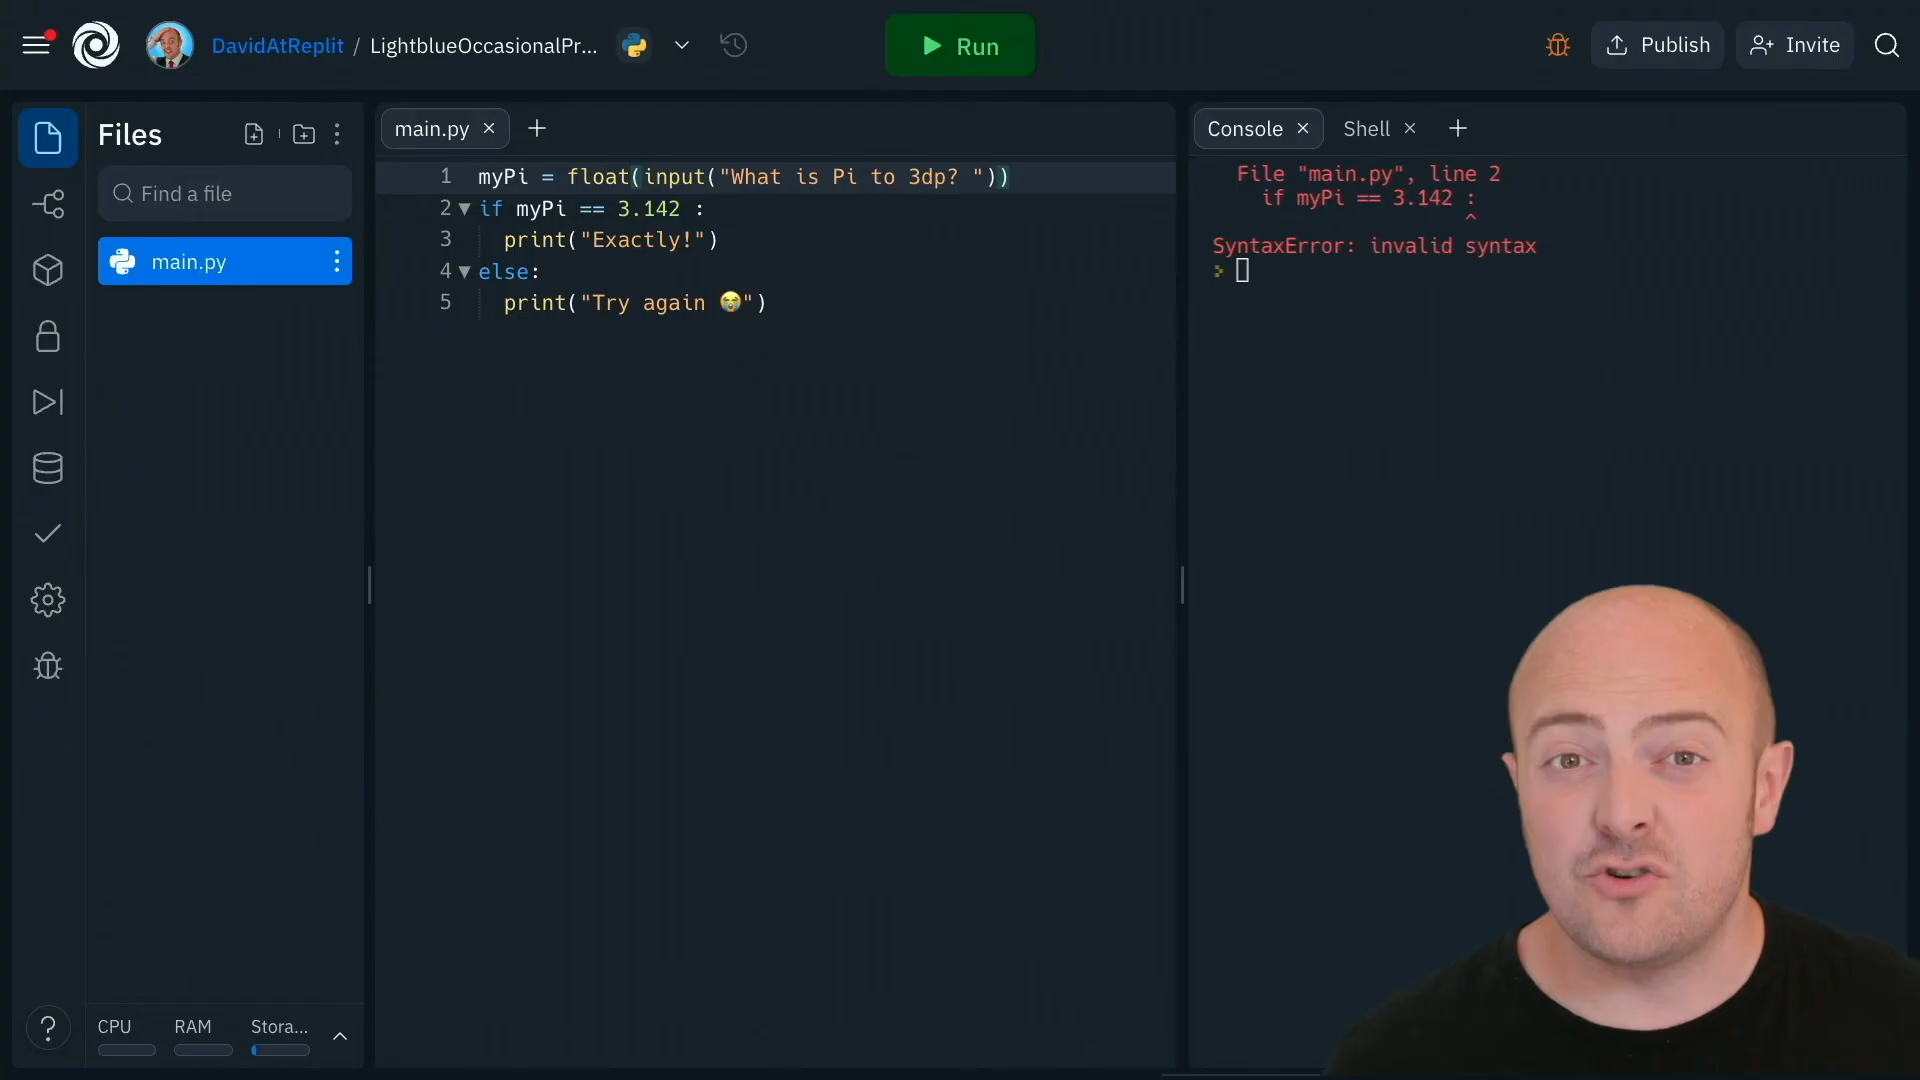 DavidAtReplit / LightblueOccasionalPr...
Run
Publish
Invite
Files
Find a file
main.py
CPU
RAM
Stora...
main.py
1 myPi = float(input("What is Pi to 3dp? "))
2 if myPi == 3.142 :
3 print("Exactly!")
4 else:
5 print("Try again 😭")
Console
Shell
File "main.py", line 2
if myPi == 3.142 :
^
SyntaxError: invalid syntax